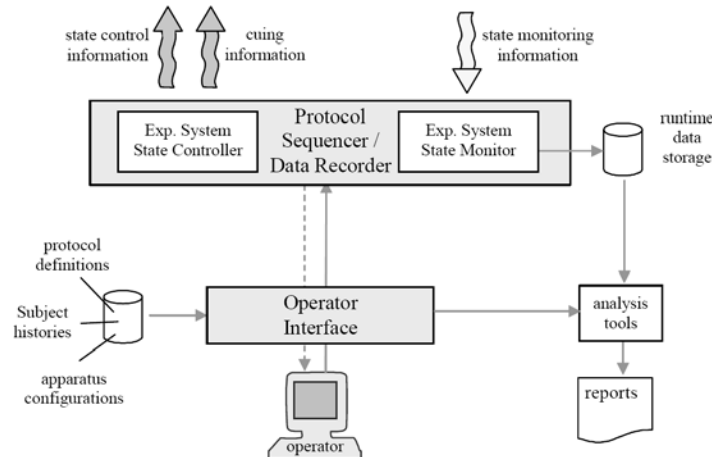 state control
information
cuing
information
state monitoring
information
Protocol
Sequencer /
Data Recorder
Exp. System
State Controller
Exp. System
State Monitor
runtime
data
storage
protocol
definitions
Subject
histories
apparatus
configurations
Operator
Interface
analysis
tools
reports
operator